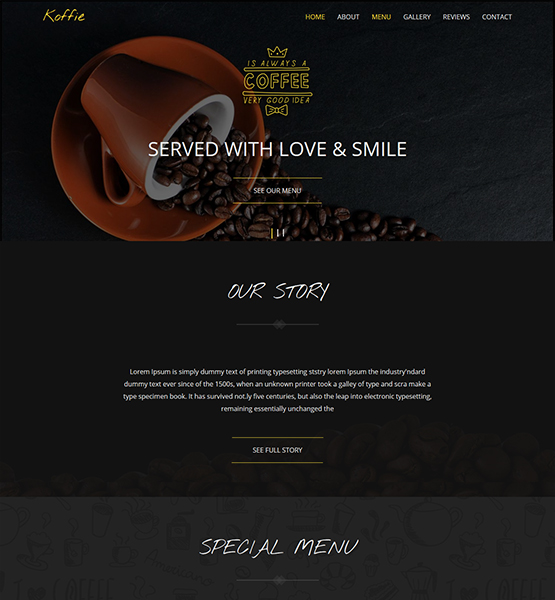 Koffie
HOME ABOUT MENU GALLERY REVIEWS CONTACT
IS ALWAYS A
COFFEE
VERY GOOD IDEA
SERVED WITH LOVE & SMILE
SEE OUR MENU
OUR STORY
Lorem Ipsum is simply dummy text of printing typesetting ststry lorem Ipsum the industry'ndard
dummy text ever since of the 1500s, when an unknown printer took a galley of type and scra make a
type specimen book. It has survived not.ly five centuries, but also the leap into electronic typesetting,
remaining essentially unchanged the
SEE FULL STORY
SPECIAL MENU
I
COFFEE